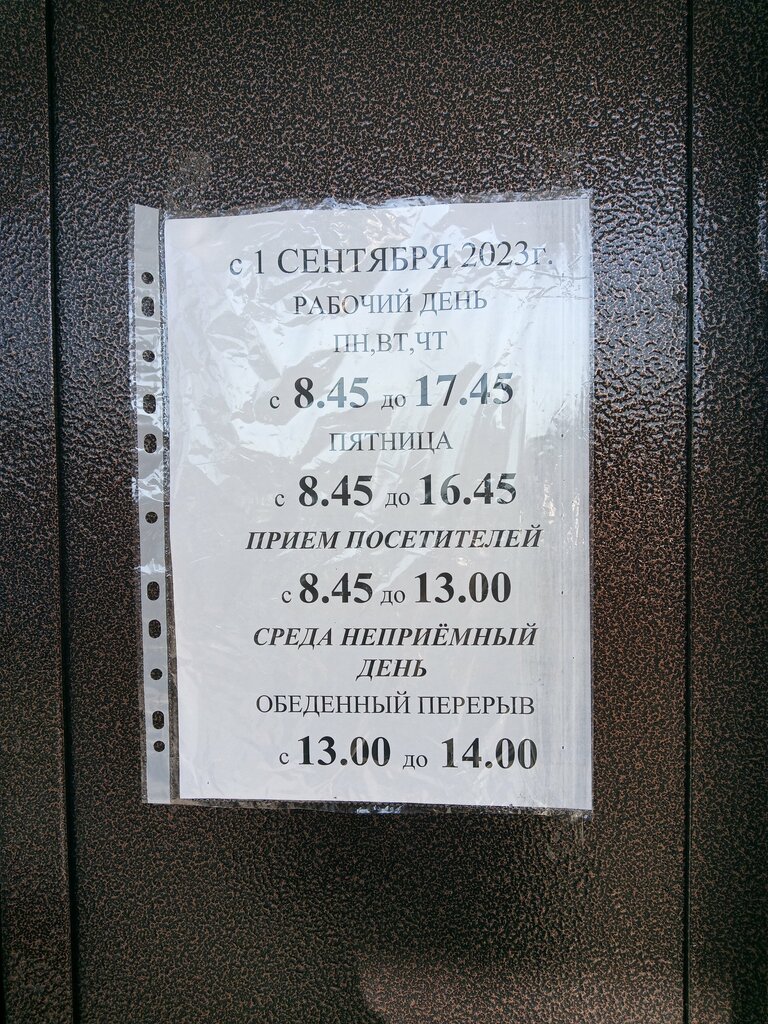 с 1 СЕНТЯБРЯ 2023г.
РАБОЧИЙ ДЕНЬ
ПН,ВТ,ЧТ
с 8.45 до 17.45
ПЯТНИЦА
с 8.45 до 16.45
ПРИЕМ ПОСЕТИТЕЛЕЙ
с 8.45 до 13.00
СРЕДА НЕПРИЁМНЫЙ
ДЕНЬ
ОБЕДЕННЫЙ ПЕРЕРЫВ
с 13.00 до 14.00